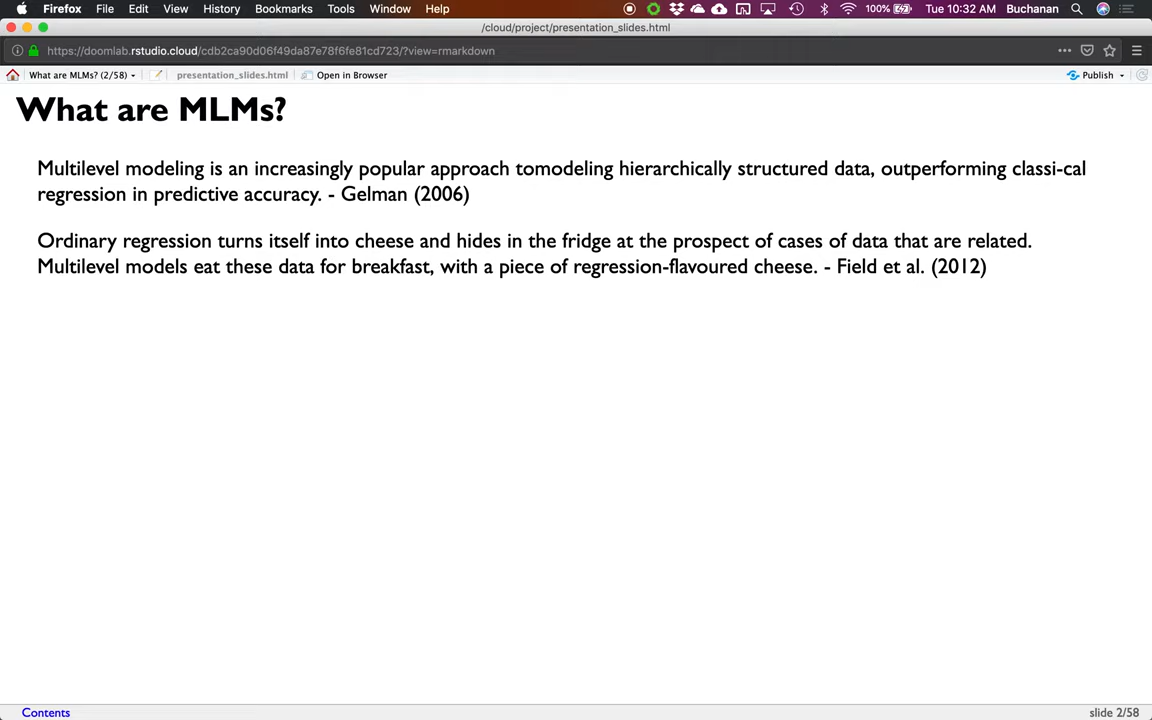 Firefox File Edit View History Bookmarks Tools Window Help 100% Tue 10:32 AM Buchanan
/cloud/project/presentation_slides.html
https://doomlab.rstudio.cloud/cdb2ca90d06f49da87e78f6fe81cd723/?view=rmarkdown
What are MLMs? (2/58) presentation_slides.html Open in Browser Publish
What are MLMs?
Multilevel modeling is an increasingly popular approach tomodeling hierarchically structured data, outperforming classi-cal
regression in predictive accuracy. - Gelman (2006)
Ordinary regression turns itself into cheese and hides in the fridge at the prospect of cases of data that are related.
Multilevel models eat these data for breakfast, with a piece of regression-flavoured cheese. - Field et al. (2012)
Contents slide 2/58